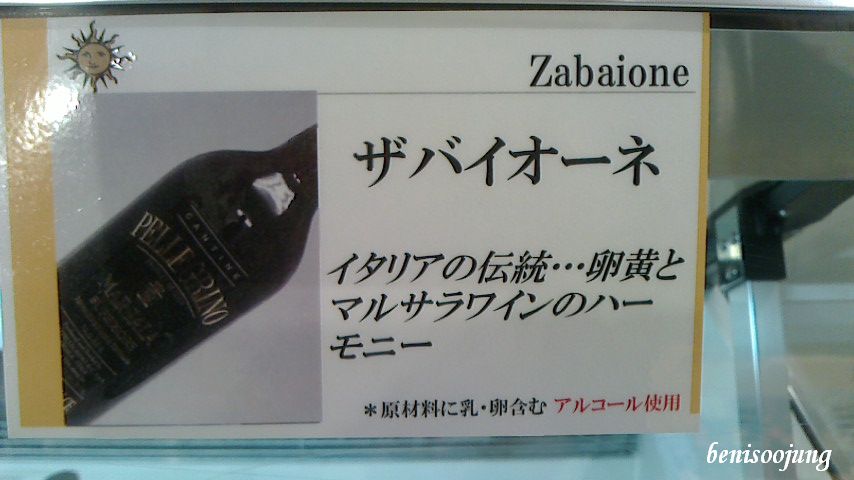 Zabaione
ザバイオーネ
イタリアの伝統…卵黄と
マルサラワインのハー
モニー
＊原材料に乳・卵含む アルコール使用
CANTINE
PELLEGRINO
MARSALA
benisoojung